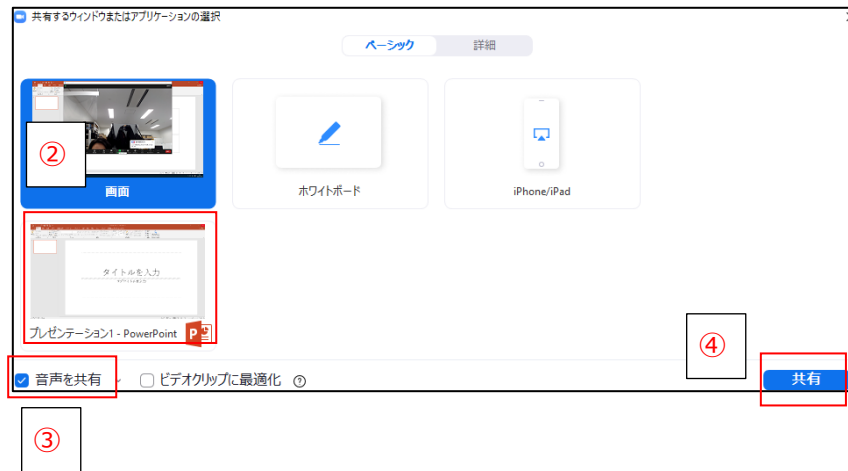 共有するウィンドウまたはアプリケーションの選択
ベーシック 詳細
②
画面
ホワイトボード
iPhone/iPad
タイトルを入力
プレゼンテーション1 - PowerPoint
④
音声を共有
ビデオクリップに最適化
共有
③